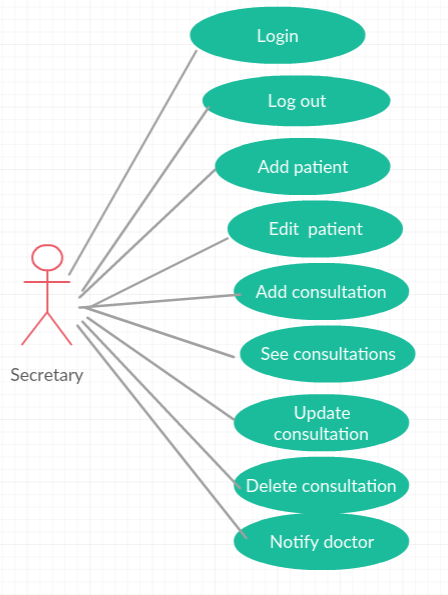 Login
Log out
Add patient
Edit patient
Add consultation
See consultations
Update
consultation
Delete consultation
Notify doctor
Secretary